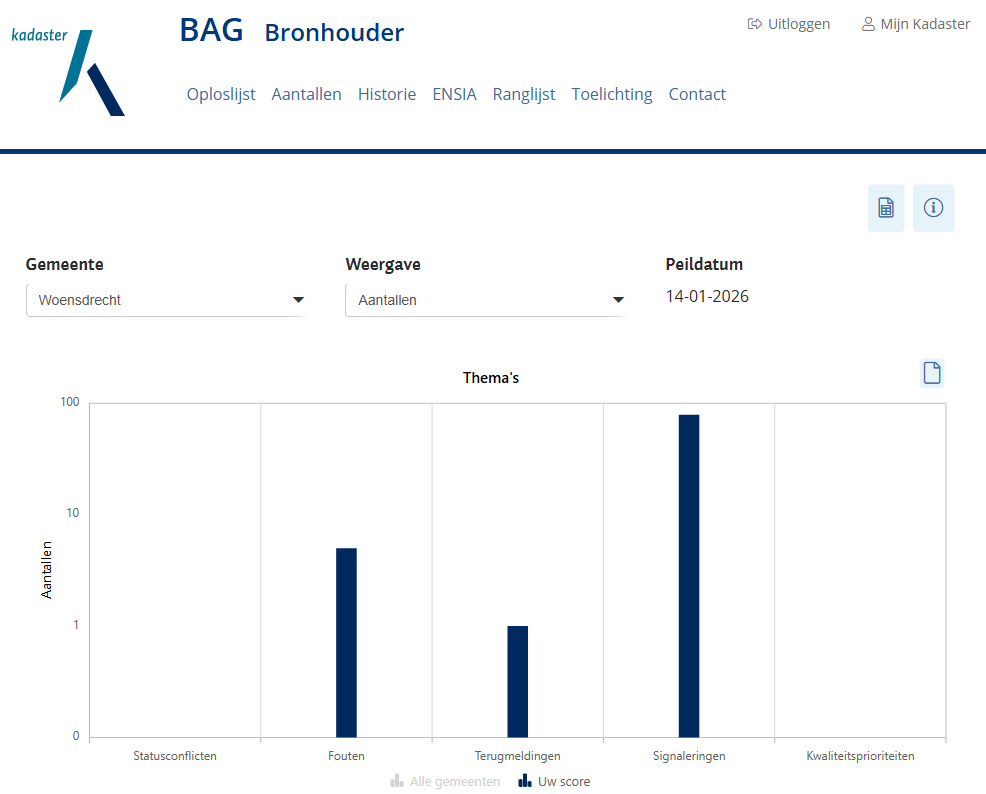 kadaster
BAG Bronhouder
Uitloggen Mijn Kadaster
Oploslijst Aantallen Historie ENSIA Ranglijst Toelichting Contact
Gemeente Weergave Peildatum
Woensdrecht Aantallen 14-01-2026
Thema's
100
10
1
0
Aantallen
Statusconflicten Fouten Terugmeldingen Signaleringen Kwaliteitsprioriteiten
Alle gemeenten Uw score